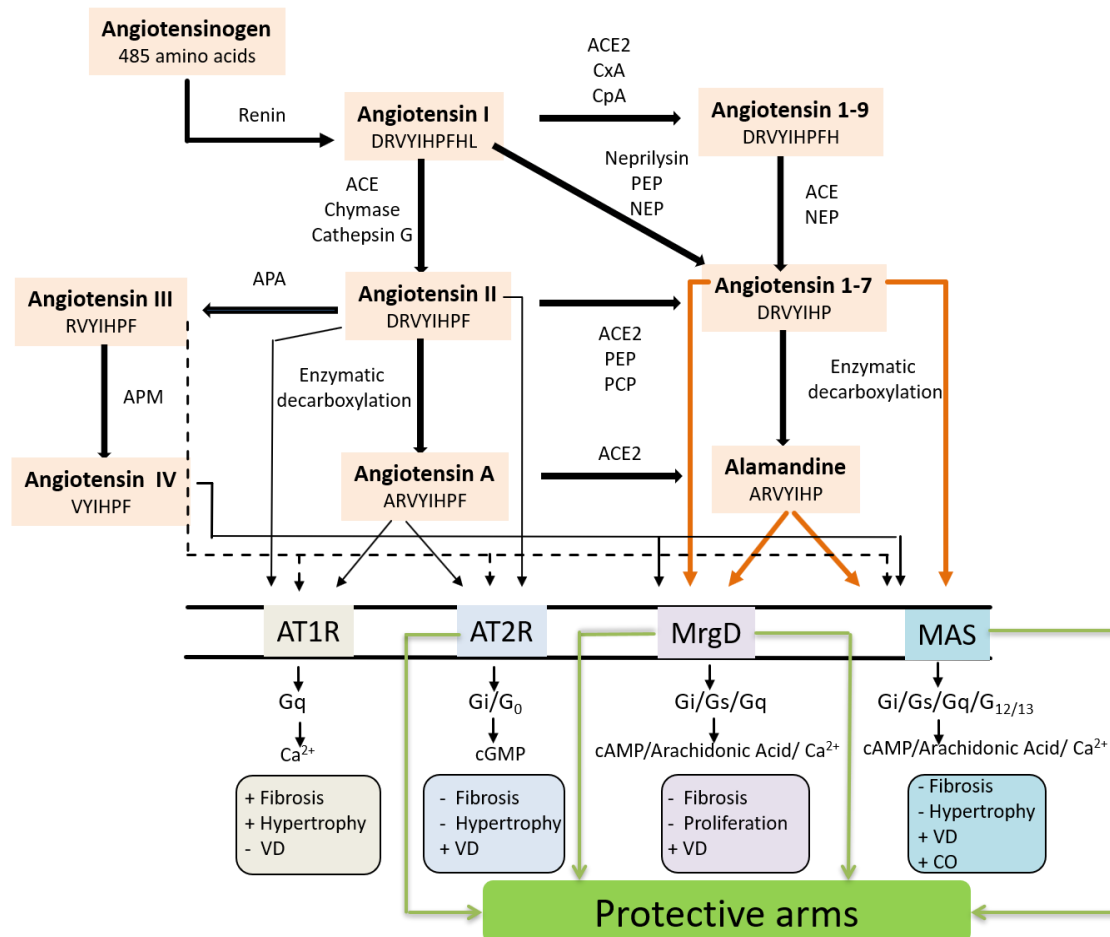 Angiotensinogen
485 amino acids
Renin
Angiotensin I
DRVYIHPFHL
ACE2
CxA
CpA
Angiotensin 1-9
DRVYIHPFH
ACE
Chymase
Cathepsin G
Neprilysin
PEP
NEP
ACE
NEP
Angiotensin III
RVYIHPF
APA
Angiotensin II
DRVYIHPF
ACE2
PEP
PCP
Angiotensin 1-7
DRVYIHP
APM
Enzymatic
decarboxylation
Enzymatic
decarboxylation
Angiotensin IV
VYIHPF
Angiotensin A
ARVYIHPF
ACE2
Alamandine
ARVYIHP
AT1R
AT2R
MrgD
MAS
Gq
Gi/G₀
Gi/Gs/Gq
Gi/Gs/Gq/G₁₂/₁₃
Ca²⁺
cGMP
cAMP/Arachidonic Acid/ Ca²⁺
cAMP/Arachidonic Acid/ Ca²⁺
+ Fibrosis
+ Hypertrophy
- VD
- Fibrosis
- Hypertrophy
+ VD
- Fibrosis
- Proliferation
+ VD
- Fibrosis
- Hypertrophy
+ VD
+ CO
Protective arms